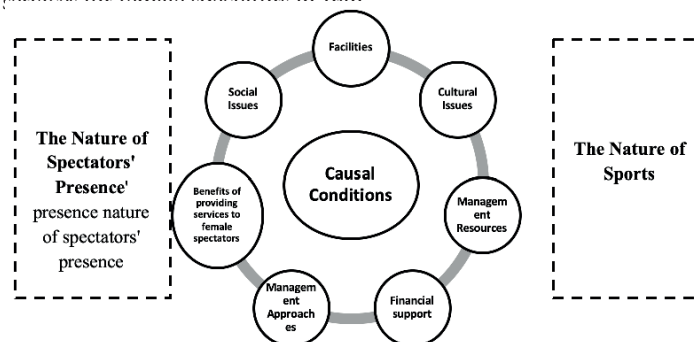 The Nature of
Spectators'
Presence'
presence nature
of spectators'
presence
Facilities
Social
Issues
Cultural
Issues
Causal
Conditions
Benefits of
providing
services to
female
spectators
Managem
ent
Resources
Managem
ent
Approach
es
Financial
support
The Nature of
Sports